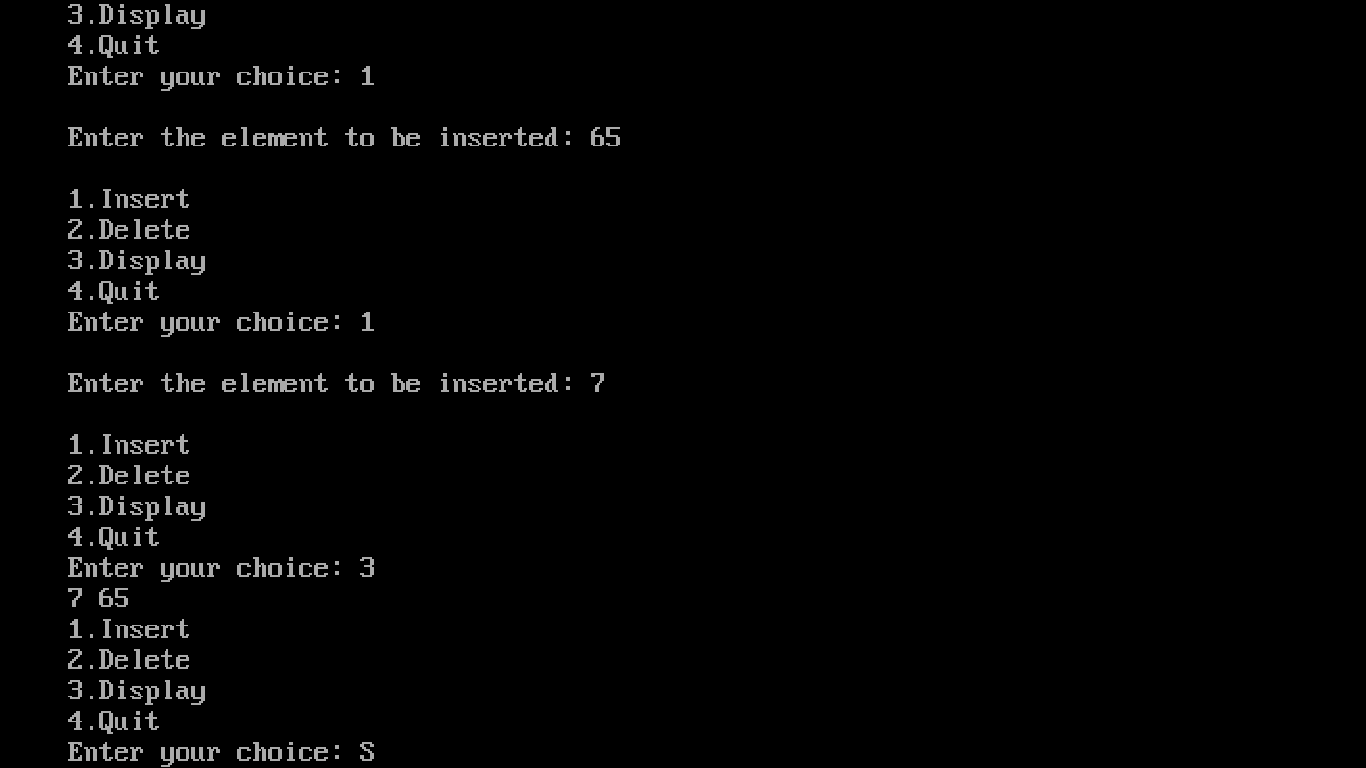 3.Display
4.Quit
Enter your choice: 1
Enter the element to be inserted: 65
1.Insert
2.Delete
3.Display
4.Quit
Enter your choice: 1
Enter the element to be inserted: 7
1.Insert
2.Delete
3.Display
4.Quit
Enter your choice: 3
7 65
1.Insert
2.Delete
3.Display
4.Quit
Enter your choice: S